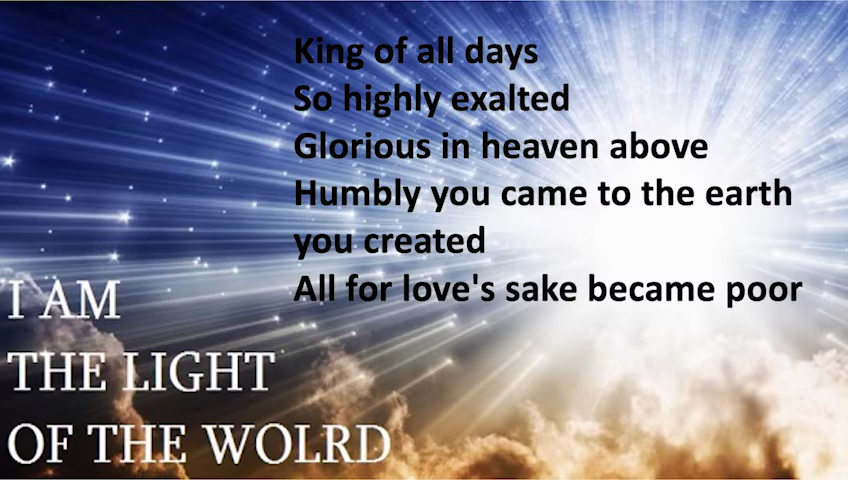 King of all days
So highly exalted
Glorious in heaven above
Humbly you came to the earth
you created
All for love's sake became poor
I AM
THE LIGHT
OF THE WOLRD